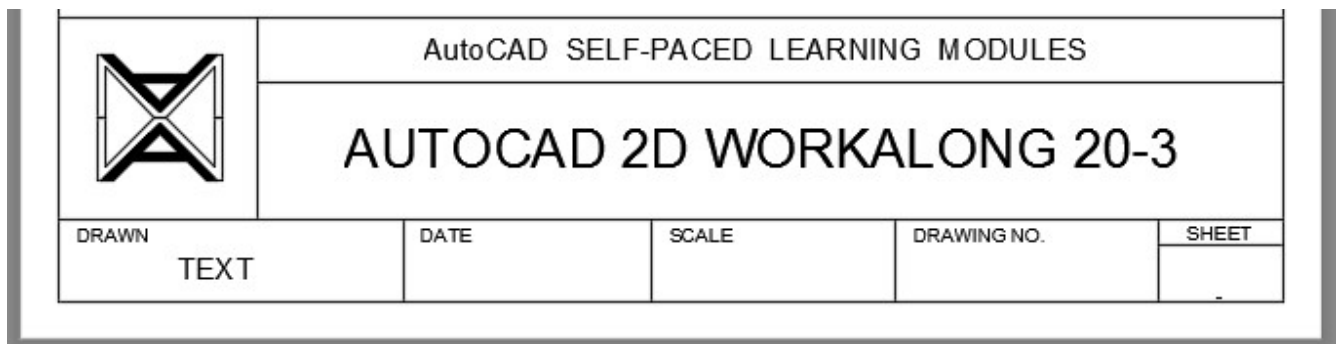 AutoCAD SELF-PACED LEARNING MODULES
AUTOCAD 2D WORKALONG 20-3
DRAWN DATE SCALE DRAWING NO. SHEET
TEXT
-